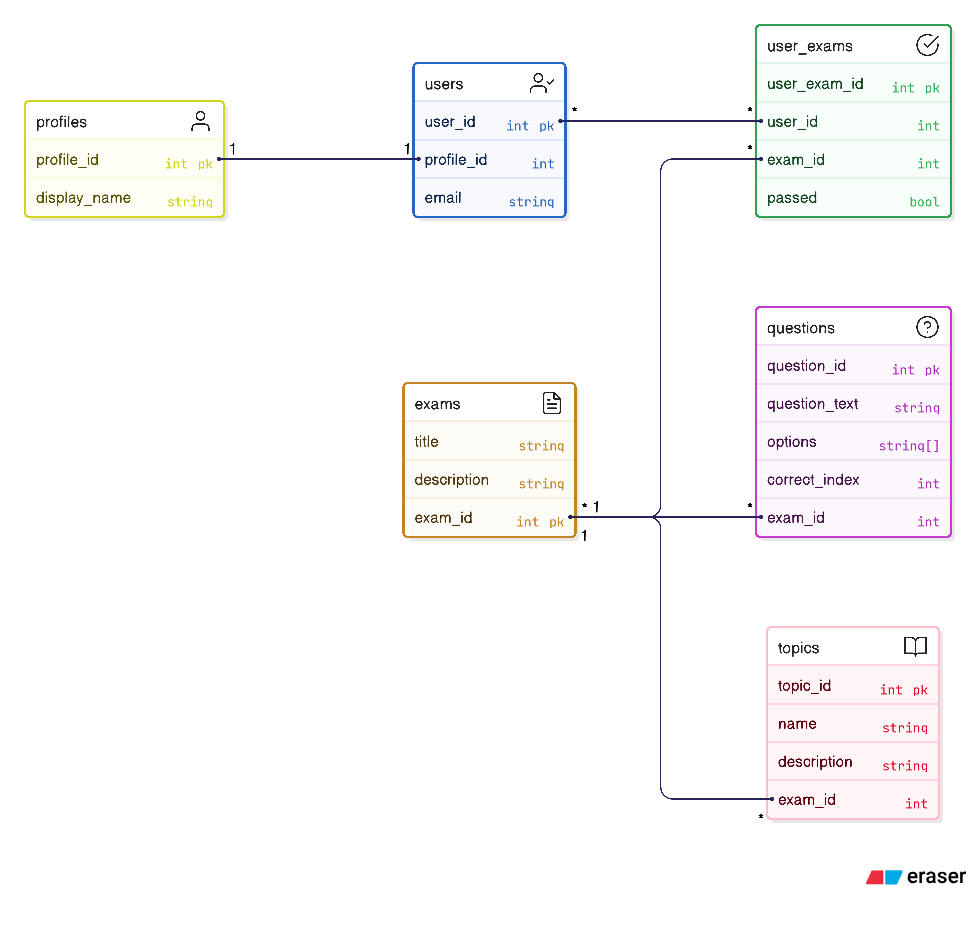 profiles
profile_id int pk
display_name string
1
1
users
user_id int pk
profile_id int
email string
*
*
*
user_exams
user_exam_id int pk
user_id int
exam_id int
passed bool
exams
title string
description string
exam_id int pk
* 1
1
*
questions
question_id int pk
question_text string
options string[]
correct_index int
exam_id int
topics
topic_id int pk
name string
description string
exam_id int
*
eraser